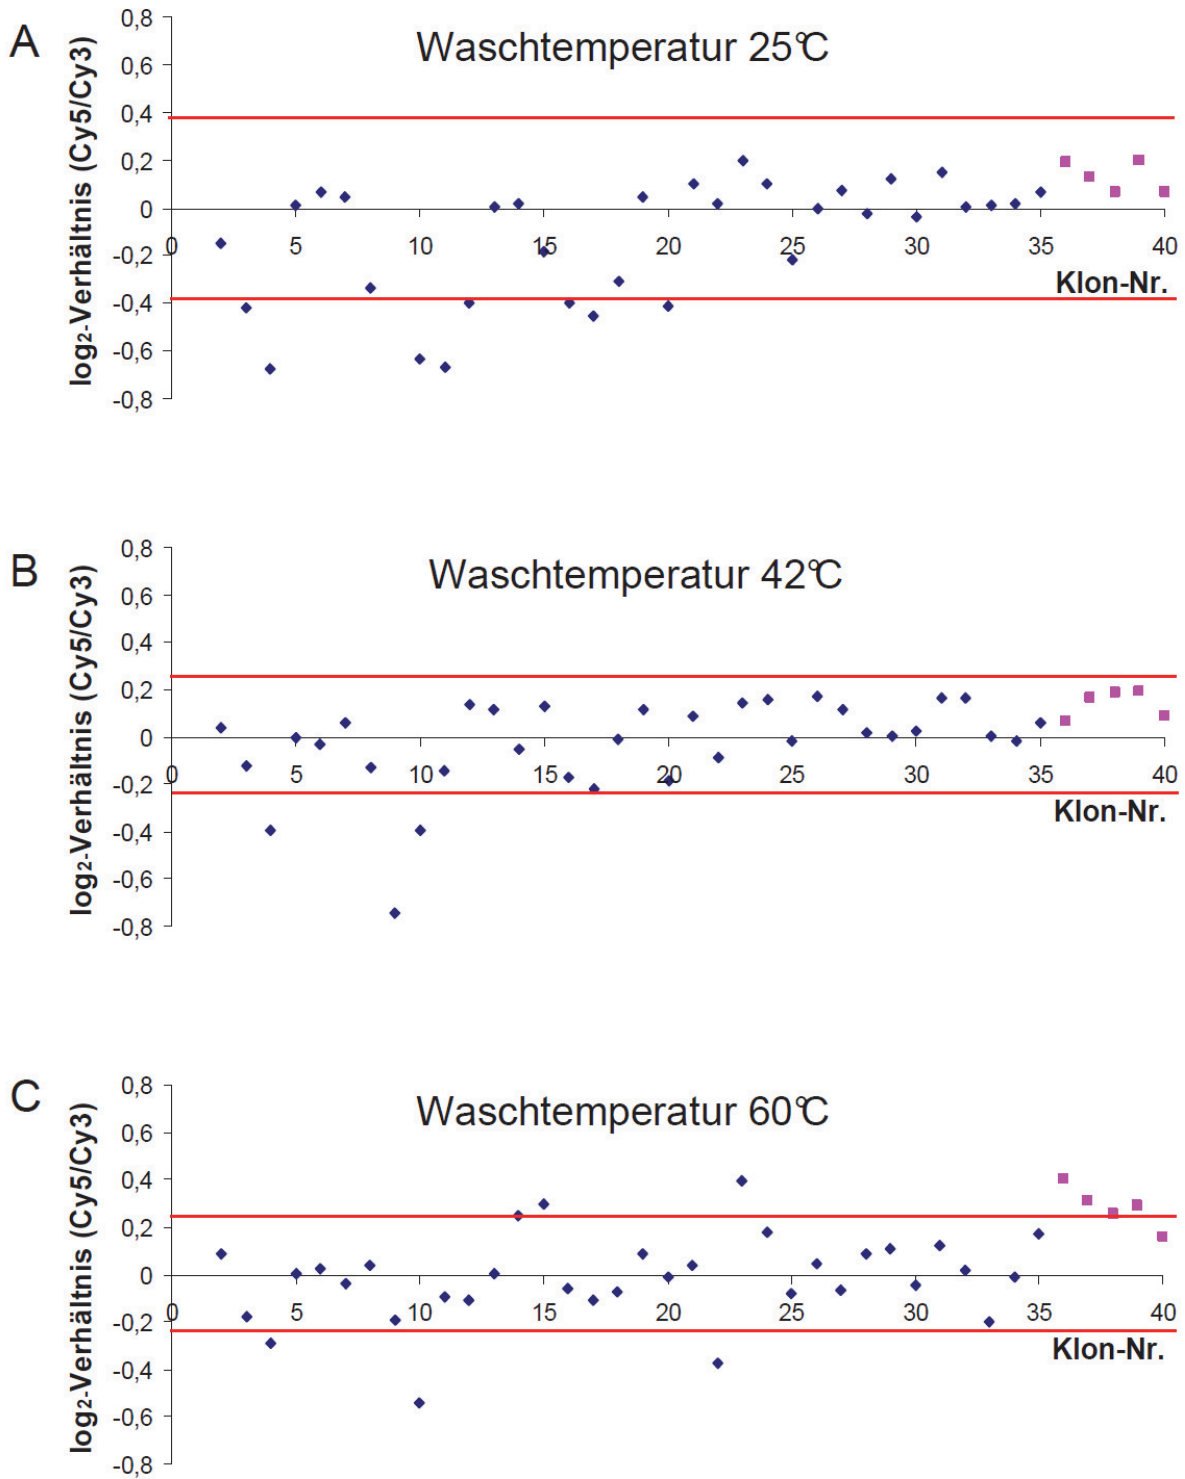 A
Waschtemperatur 25°C
log2-Verhältnis (Cy5/Cy3)
0,8
0,6
0,4
0,2
0
-0,2
-0,4
-0,6
-0,8
0 5 10 15 20 25 30 35 40
Klon-Nr.
B
Waschtemperatur 42°C
log2-Verhältnis (Cy5/Cy3)
0,8
0,6
0,4
0,2
0
-0,2
-0,4
-0,6
-0,8
0 5 10 15 20 25 30 35 40
Klon-Nr.
C
Waschtemperatur 60°C
log2-Verhältnis (Cy5/Cy3)
0,8
0,6
0,4
0,2
0
-0,2
-0,4
-0,6
-0,8
0 5 10 15 20 25 30 35 40
Klon-Nr.